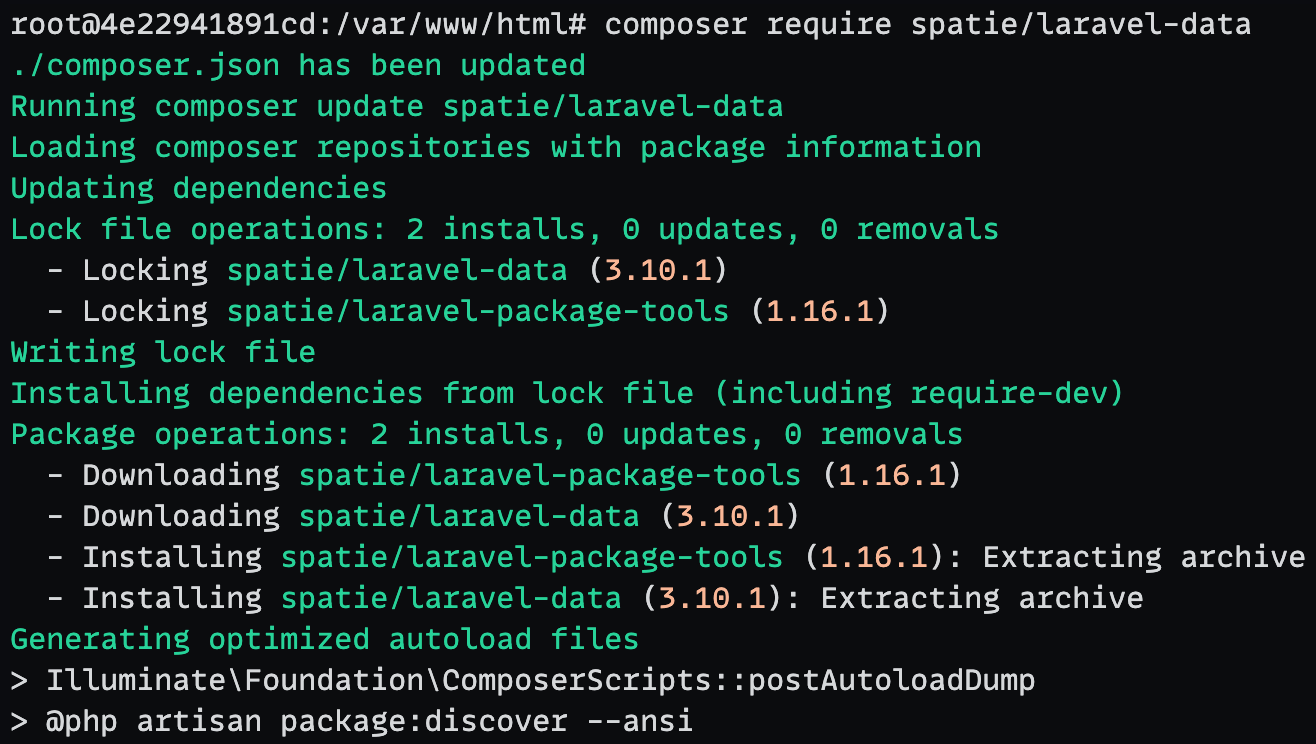 root@4e22941891cd:/var/www/html# composer require spatie/laravel-data
./composer.json has been updated
Running composer update spatie/laravel-data
Loading composer repositories with package information
Updating dependencies
Lock file operations: 2 installs, 0 updates, 0 removals
  - Locking spatie/laravel-data (3.10.1)
  - Locking spatie/laravel-package-tools (1.16.1)
Writing lock file
Installing dependencies from lock file (including require-dev)
Package operations: 2 installs, 0 updates, 0 removals
  - Downloading spatie/laravel-package-tools (1.16.1)
  - Downloading spatie/laravel-data (3.10.1)
  - Installing spatie/laravel-package-tools (1.16.1): Extracting archive
  - Installing spatie/laravel-data (3.10.1): Extracting archive
Generating optimized autoload files
> Illuminate\Foundation\ComposerScripts::postAutoloadDump
> @php artisan package:discover --ansi